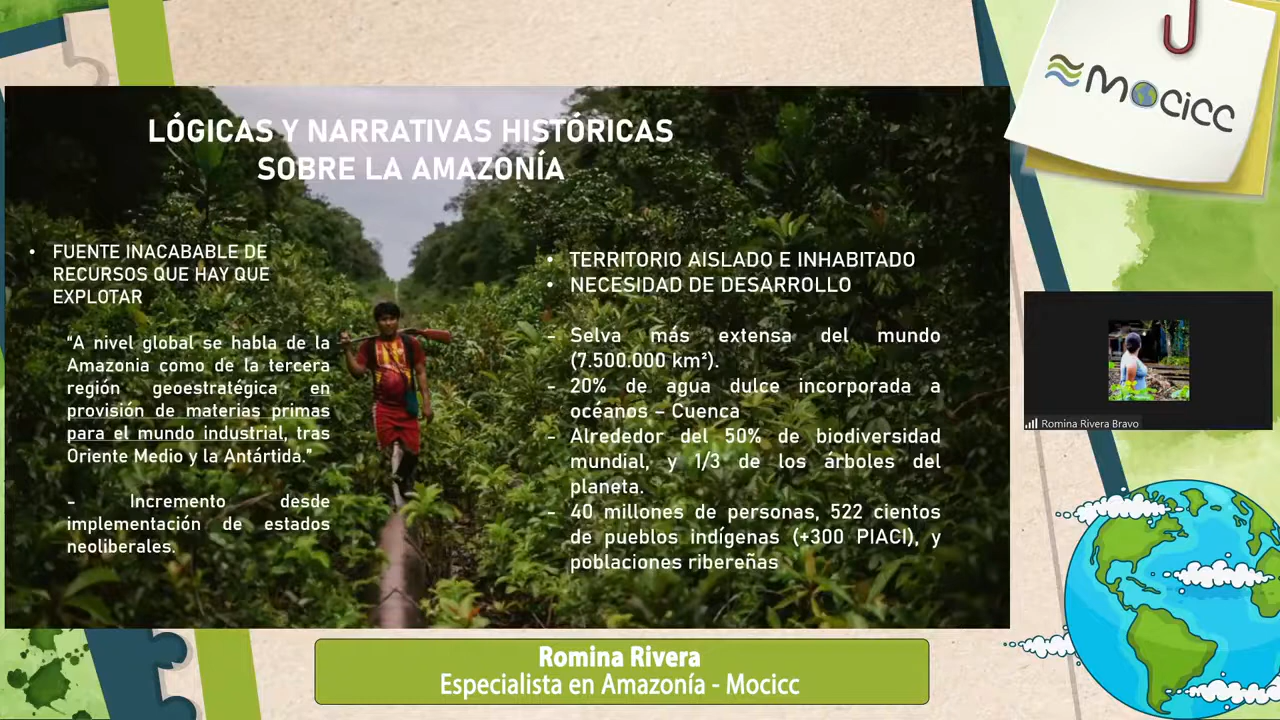 LÓGICAS Y NARRATIVAS HISTÓRICAS
SOBRE LA AMAZONÍA
• FUENTE INACABABLE DE
RECURSOS QUE HAY QUE
EXPLOTAR
“A nivel global se habla de la
Amazonia como de la tercera
región geoestratégica en
provisión de materias primas
para el mundo industrial, tras
Oriente Medio y la Antártida.”
- Incremento desde
implementación de estados
neoliberales.
• TERRITORIO AISLADO E INHABITADO
• NECESIDAD DE DESARROLLO
- Selva más extensa del mundo
(7.500.000 km²).
- 20% de agua dulce incorporada a
océanos – Cuenca
- Alrededor del 50% de biodiversidad
mundial, y 1/3 de los árboles del
planeta.
- 40 millones de personas, 522 cientos
de pueblos indígenas (+300 PIACI), y
poblaciones ribereñas
mocicc
Romina Rivera Bravo
Romina Rivera
Especialista en Amazonía - Mocicc